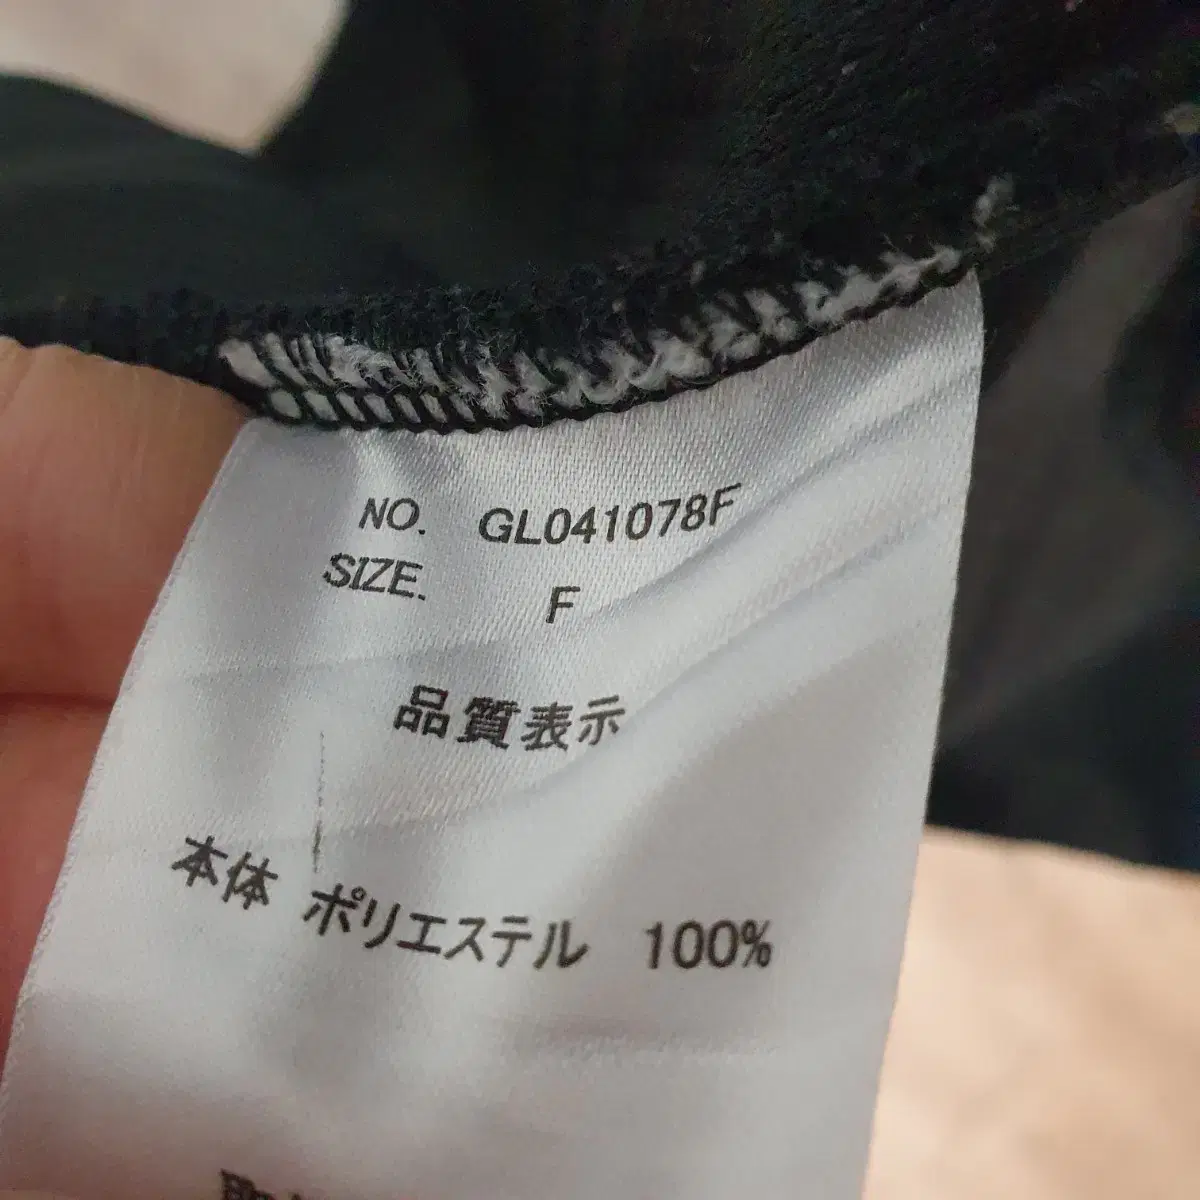 NO. GL041078F
SIZE. F
品質表示
本体 ポリエステル 100%